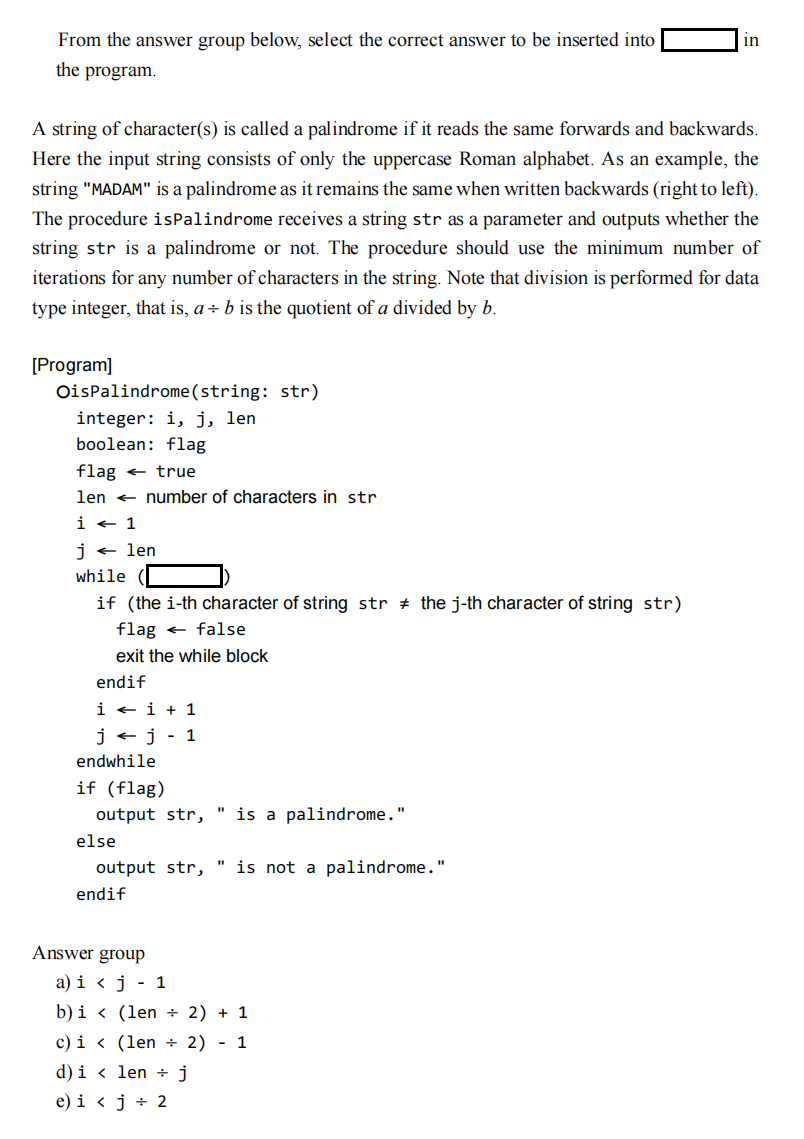 From the answer group below, select the correct answer to be inserted into in
the program.
A string of character(s) is called a palindrome if it reads the same forwards and backwards.
Here the input string consists of only the uppercase Roman alphabet. As an example, the
string "MADAM" is a palindrome as it remains the same when written backwards (right to left).
The procedure isPalindrome receives a string str as a parameter and outputs whether the
string str is a palindrome or not. The procedure should use the minimum number of
iterations for any number of characters in the string. Note that division is performed for data
type integer, that is, a ÷ b is the quotient of a divided by b.
[Program]
○isPalindrome(string: str)
integer: i, j, len
boolean: flag
flag ← true
len ← number of characters in str
i ← 1
j ← len
while ( )
if (the i-th character of string str ≠ the j-th character of string str)
flag ← false
exit the while block
endif
i ← i + 1
j ← j - 1
endwhile
if (flag)
output str, " is a palindrome."
else
output str, " is not a palindrome."
endif
Answer group
a) i < j - 1
b) i < (len ÷ 2) + 1
c) i < (len ÷ 2) - 1
d) i < len ÷ j
e) i < j ÷ 2